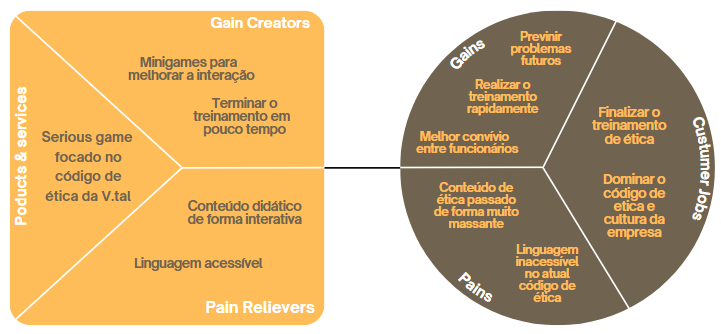 Gain Creators
Minigames para
melhorar a interação
Terminar o
treinamento em
pouco tempo
Poducts & services
Serious game
focado no
código de
ética da V.tal
Conteúdo didático
de forma interativa
Linguagem acessível
Pain Relievers
Gains
Previnir
problemas
futuros
Realizar o
treinamento
rapidamente
Melhor convívio
entre funcionários
Custumer Jobs
Finalizar o
treinamento
de ética
Dominar o
código de
etica e
cultura da
empresa
Conteúdo de
ética passado
de forma muito
massante
Linguagem
inacessível
no atual
código de
ética
Pains